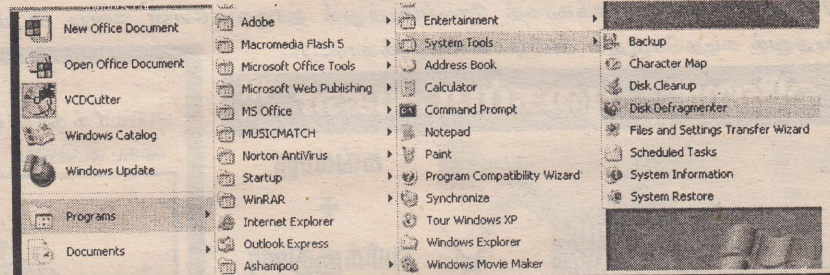 New Office Document
Open Office Document
VCDCutter
Windows Catalog
Windows Update
Programs
Documents
Adobe
Macromedia Flash 5
Microsoft Office Tools
Microsoft Web Publishing
MS Office
MUSICMATCH
Norton AntiVirus
Startup
WinRAR
Internet Explorer
Outlook Express
Ashampoo
Entertainment
System Tools
Address Book
Calculator
Command Prompt
Notepad
Paint
Program Compatibility Wizard
Synchronize
Tour Windows XP
Windows Explorer
Windows Movie Maker
Backup
Character Map
Disk Cleanup
Disk Defragmenter
Files and Settings Transfer Wizard
Scheduled Tasks
System Information
System Restore